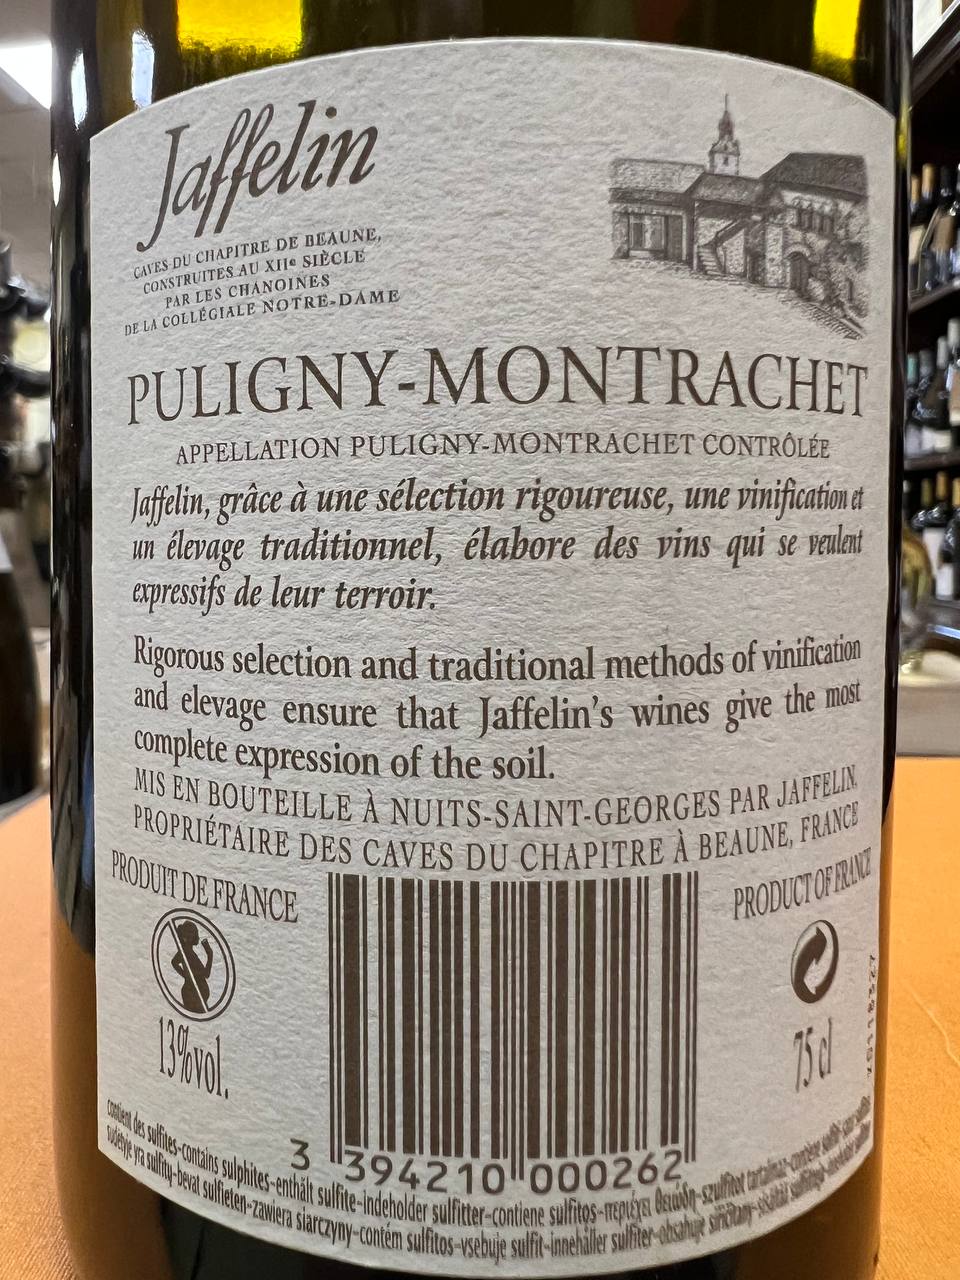 Jaffelin
CAVES DU CHAPITRE DE BEAUNE,
CONSTRUITES AU XIIe SIÈCLE
PAR LES CHANOINES
DE LA COLLÉGIALE NOTRE-DAME
PULIGNY-MONTRACHET
APPELLATION PULIGNY-MONTRACHET CONTRÔLÉE
Jaffelin, grâce à une sélection rigoureuse, une vinification et
un élevage traditionnel, élabore des vins qui se veulent
expressifs de leur terroir.
Rigorous selection and traditional methods of vinification
and elevage ensure that Jaffelin's wines give the most
complete expression of the soil.
MIS EN BOUTEILLE À NUITS-SAINT-GEORGES PAR JAFFELIN,
PROPRIÉTAIRE DES CAVES DU CHAPITRE À BEAUNE, FRANCE
PRODUIT DE FRANCE
PRODUCT OF FRANCE
13%vol.
75 cl
3 394210 000262
contient des sulfites-contains sulphites-enthält sulfite-indeholder sulfitter-contiene sulfitos-περιέχει θειώδη-szulfitot tartalmaz-contiene
sulfity-bevat sulfieten-zawiera siarczyny-contém sulfitos-vsebuje sulfit-innehåller sulfiter-obsahuje siřičitany